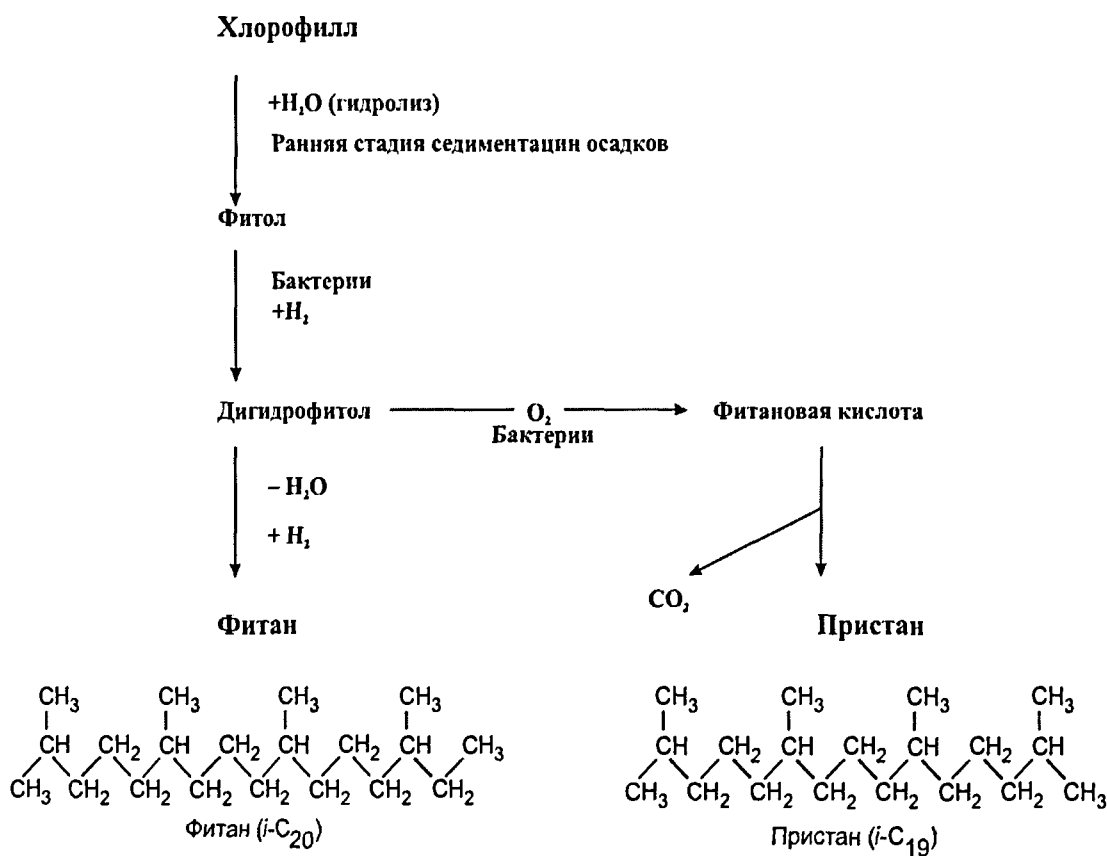 Хлорофилл
+H₂O (гидролиз)
Ранняя стадия седиментации осадков
Фитол
Бактерии
+H₂
Дигидрофитол
O₂
Бактерии
Фитановая кислота
– H₂O
+ H₂
CO₂
Фитан
Пристан
CH₃ CH₃ CH₃ CH₃
CH CH₂ CH CH₂ CH CH₂ CH CH₃
CH₃ CH₂ CH₂ CH₂ CH₂ CH₂ CH₂ CH₂
Фитан (i-C₂₀)
CH₃ CH₃ CH₃ CH₃
CH CH₂ CH CH₂ CH CH₂ CH
CH₃ CH₂ CH₂ CH₂ CH₂ CH₂ CH₂ CH₃
Пристан (i-C₁₉)